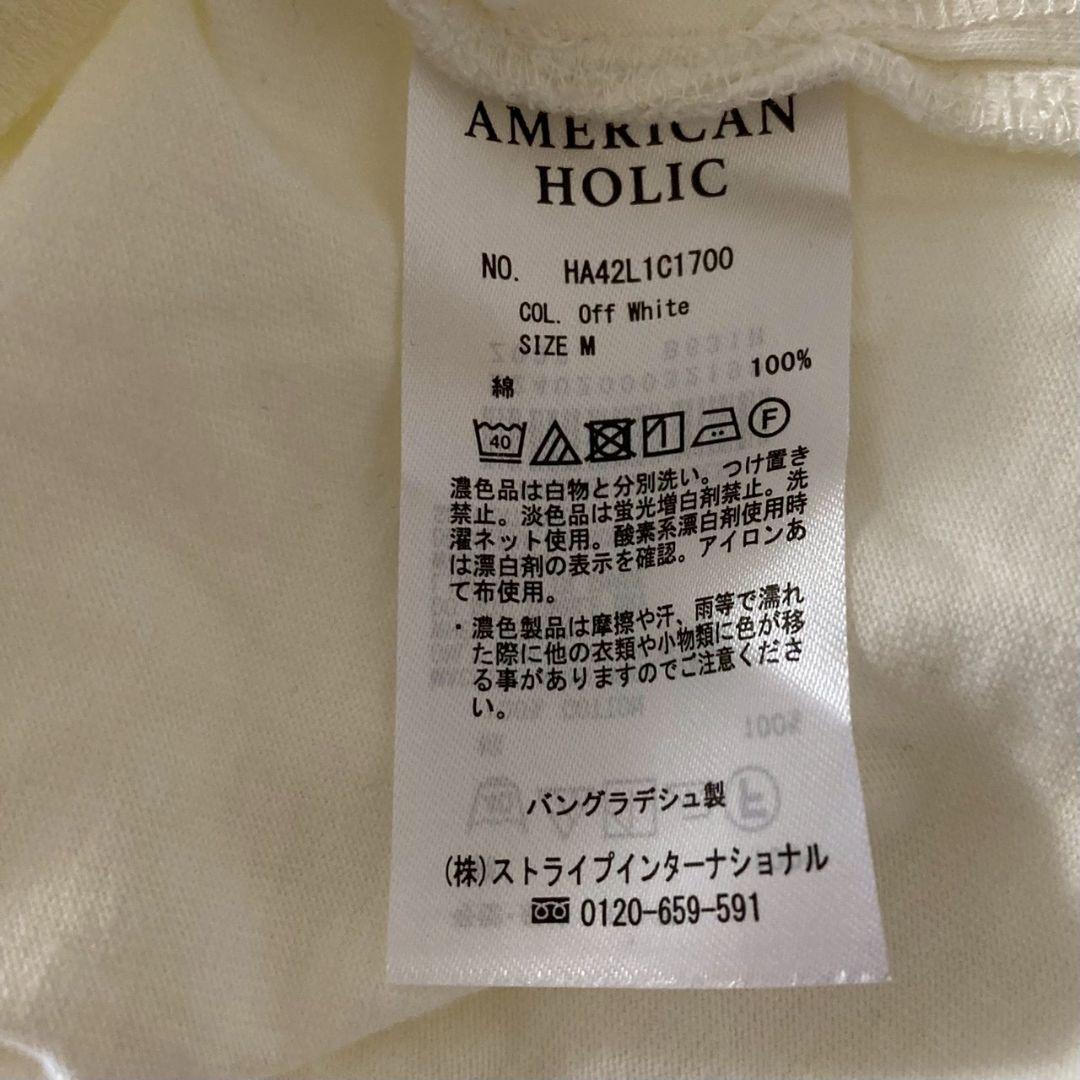 AMERICAN
HOLIC
NO. HA42L1C1700
COL. Off White
SIZE M
綿 100%
40 F
濃色品は白物と分別洗い。つけ置き
禁止。淡色品は蛍光増白剤禁止。洗
濯ネット使用。酸素系漂白剤使用時
は漂白剤の表示を確認。アイロンあ
て布使用。
・濃色製品は摩擦や汗、雨等で濡れ
た際に他の衣類や小物類に色が移
る事がありますのでご注意くださ
い。
バングラデシュ製
(株)ストライプインターナショナル
0120-659-591